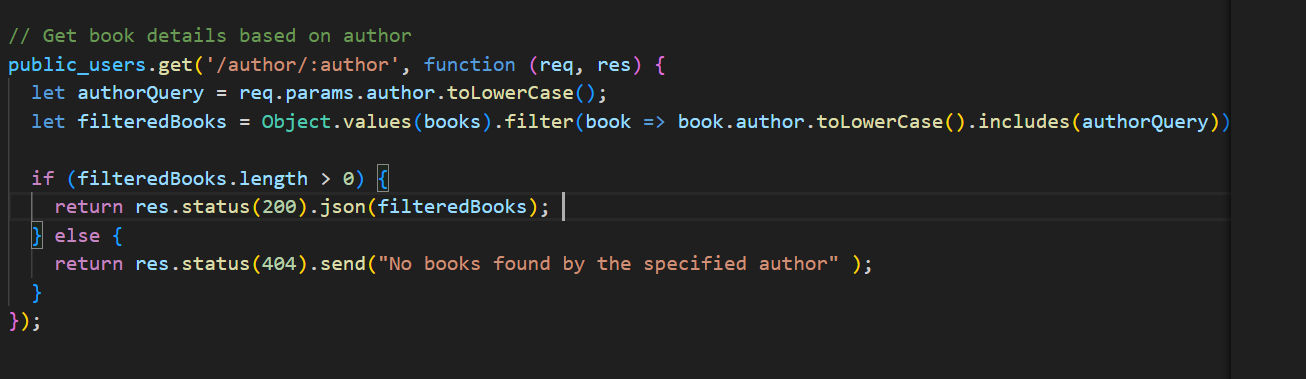 // Get book details based on author
public_users.get('/author/:author', function (req, res) {
  let authorQuery = req.params.author.toLowerCase();
  let filteredBooks = Object.values(books).filter(book => book.author.toLowerCase().includes(authorQuery))
  if (filteredBooks.length > 0) {
    return res.status(200).json(filteredBooks);
  } else {
    return res.status(404).send("No books found by the specified author" );
  }
});